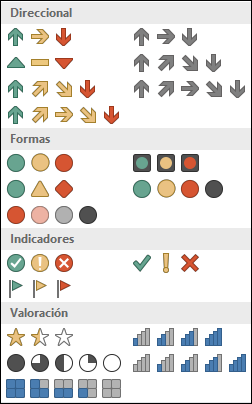 Direccional
Formas
Indicadores
Valoración